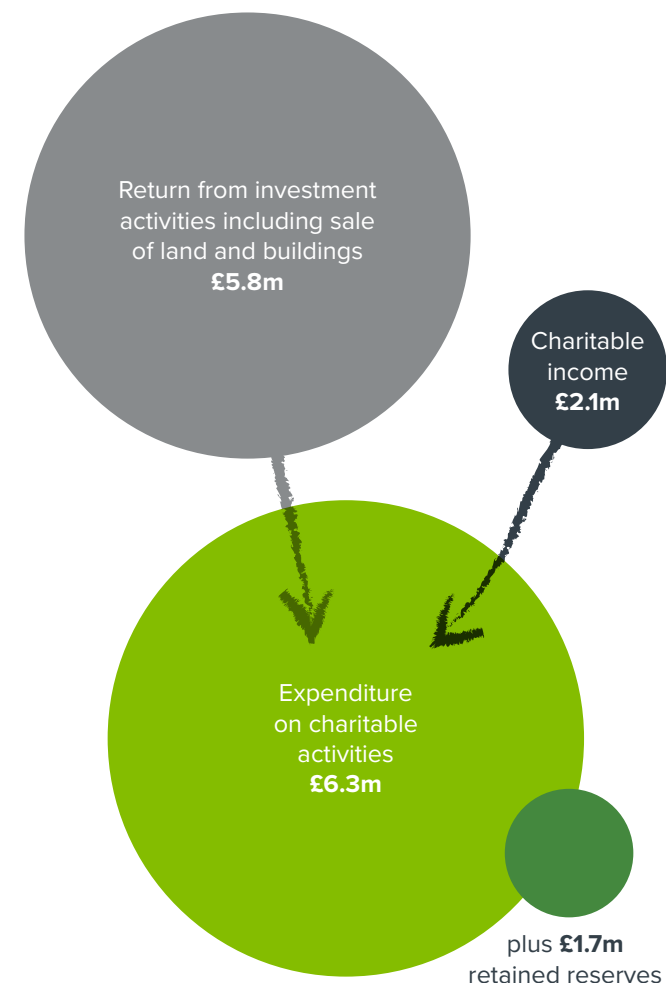 Return from investment
activities including sale
of land and buildings
£5.8m
Charitable
income
£2.1m
Expenditure
on charitable
activities
£6.3m
plus £1.7m
retained reserves